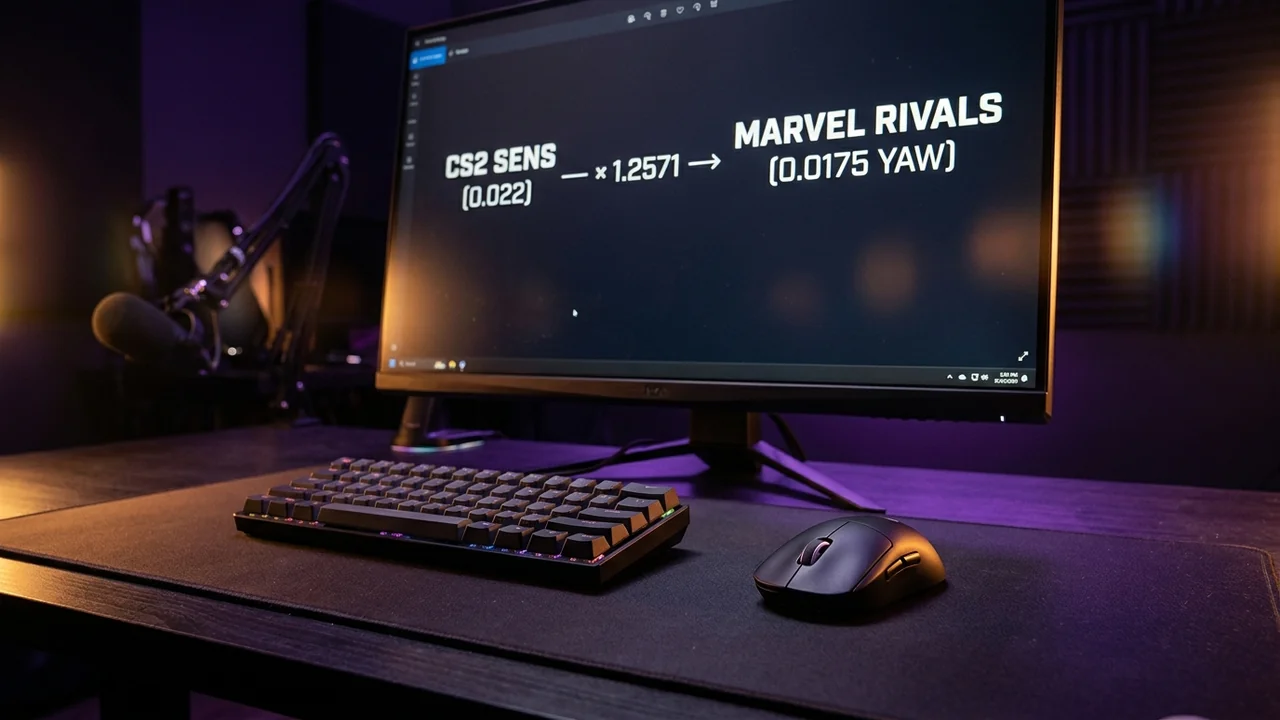 CS2 SENS
(0.022)
— × 1.2571 →
MARVEL RIVALS
(0.0175 YAW)